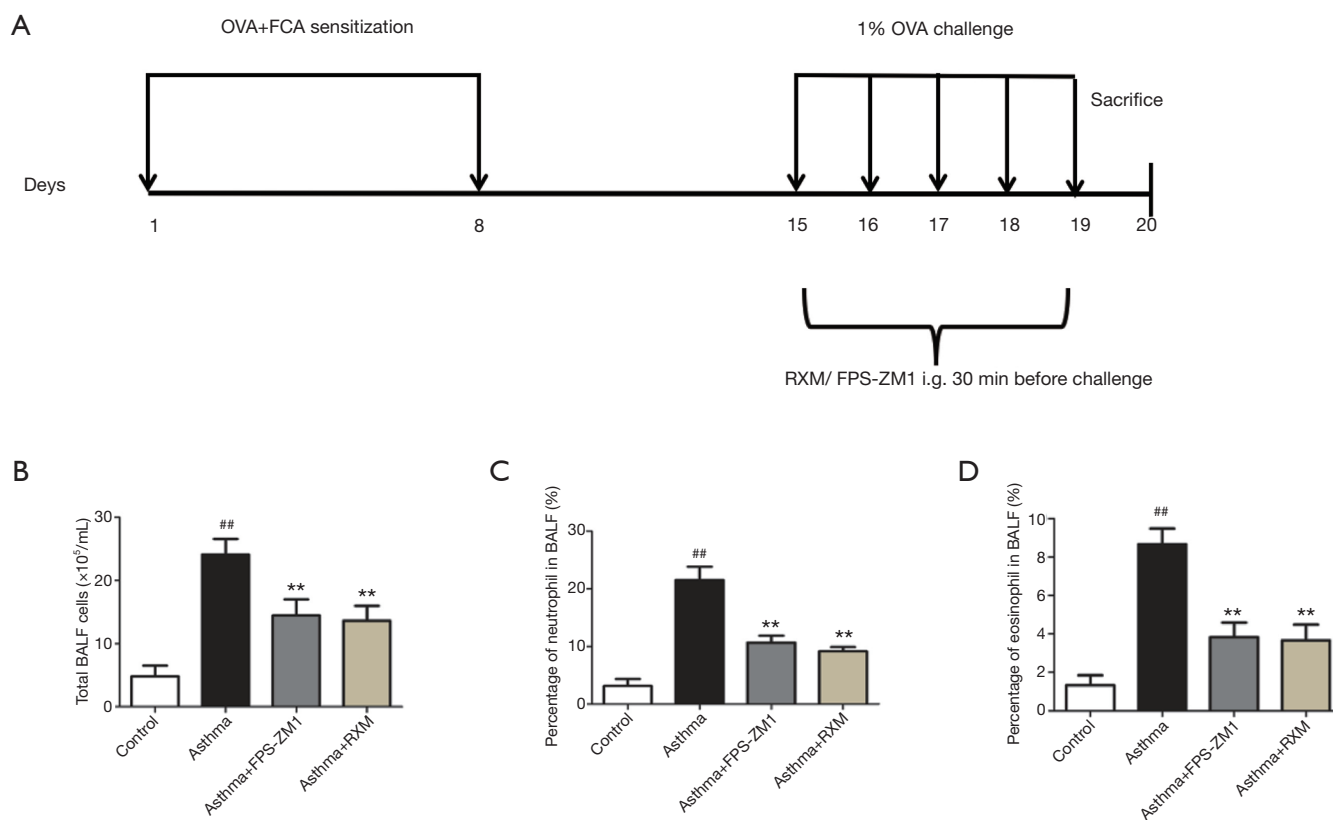 A
OVA+FCA sensitization
1% OVA challenge
Sacrifice
Deys
1 8 15 16 17 18 19 20
RXM/ FPS-ZM1 i.g. 30 min before challenge
B
Total BALF cells (×10⁵/mL)
30
20
10
0
##
**
**
Control
Asthma
Asthma+FPS-ZM1
Asthma+RXM
C
Percentage of neutrophil in BALF (%)
30
20
10
0
##
**
**
Control
Asthma
Asthma+FPS-ZM1
Asthma+RXM
D
Percentage of eosinophil in BALF (%)
10
8
6
4
2
0
##
**
**
Control
Asthma
Asthma+FPS-ZM1
Asthma+RXM